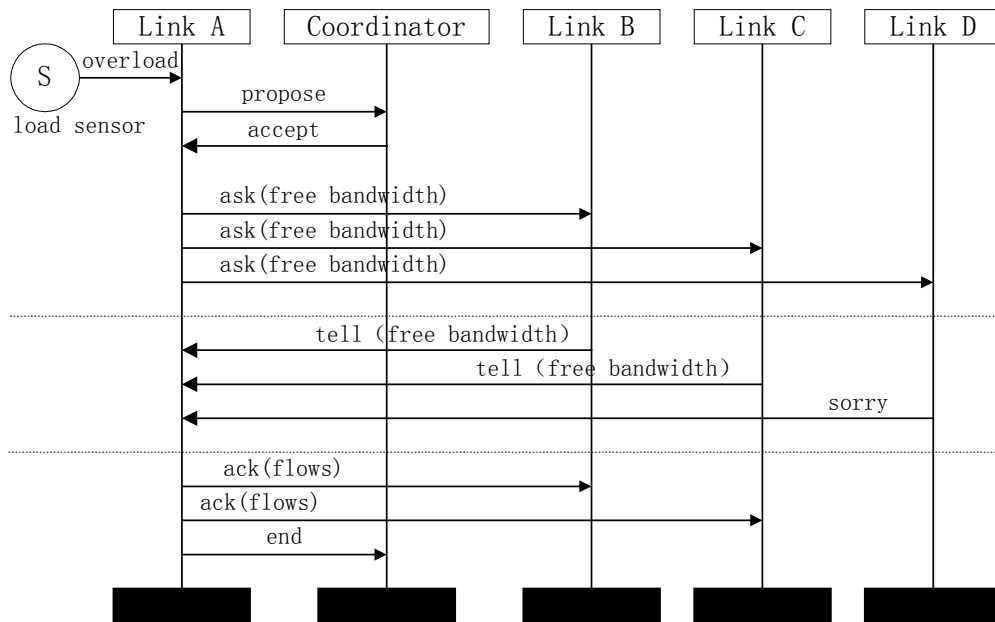 Link A
Coordinator
Link B
Link C
Link D
S
overload
load sensor
propose
accept
ask(free bandwidth)
ask(free bandwidth)
ask(free bandwidth)
tell (free bandwidth)
tell (free bandwidth)
sorry
ack(flows)
ack(flows)
end